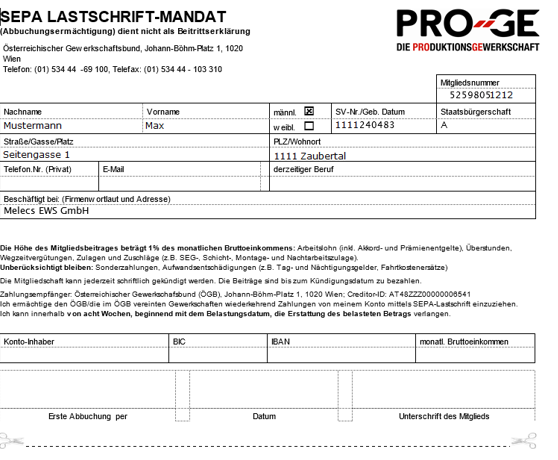 SEPA LASTSCHRIFT-MANDAT
(Abbuchungsermächtigung) dient nicht als Beitrittserklärung
Österreichischer Gewerkschaftsbund, Johann-Böhm-Platz 1, 1020
Wien
Telefon: (01) 534 44 -69 100, Telefax: (01) 534 44 - 103 310
PRO-GE
DIE PRODUKTIONSGEWERKSCHAFT
Mitgliedsnummer
52598051212
Nachname Vorname männl. ☒ SV-Nr./Geb. Datum Staatsbürgerschaft
Mustermann Max weibl. ☐ 1111240483 A
Straße/Gasse/Platz PLZ/Wohnort
Seitengasse 1 1111 Zaubertal
Telefon.Nr. (Privat) E-Mail derzeitiger Beruf
Beschäftigt bei: (Firmenwortlaut und Adresse)
Melecs EWS GmbH
Die Höhe des Mitgliedsbeitrages beträgt 1% des monatlichen Bruttoeinkommens: Arbeitslohn (inkl. Akkord- und Prämienentgelte), Überstunden,
Wegzeitvergütungen, Zulagen und Zuschläge (z.B. SEG-, Schicht-, Montage- und Nachtarbeitszulage).
Unberücksichtigt bleiben: Sonderzahlungen, Aufwandsentschädigungen (z.B. Tag- und Nächtigungsgelder, Fahrtkostenersätze)
Die Mitgliedschaft kann jederzeit schriftlich gekündigt werden. Die Beiträge sind bis zum Kündigungsdatum zu bezahlen.
Zahlungsempfänger: Österreichischer Gewerkschaftsbund (ÖGB), Johann-Böhm-Platz 1, 1020 Wien; Creditor-ID: AT48ZZZ00000006541
Ich ermächtige den ÖGB/die im ÖGB vereinten Gewerkschaften wiederkehrend Zahlungen von meinem Konto mittels SEPA-Lastschrift einzuziehen.
Ich kann innerhalb von acht Wochen, beginnend mit dem Belastungsdatum, die Erstattung des belasteten Betrags verlangen.
Konto-Inhaber BIC IBAN monatl. Bruttoeinkommen
Erste Abbuchung per Datum Unterschrift des Mitglieds